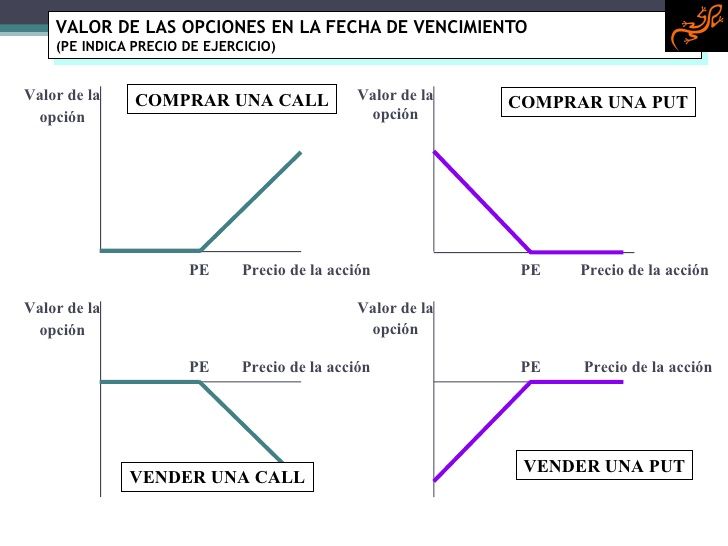 VALOR DE LAS OPCIONES EN LA FECHA DE VENCIMIENTO
(PE INDICA PRECIO DE EJERCICIO)
Valor de la
opción
COMPRAR UNA CALL
PE
Precio de la acción
Valor de la
opción
COMPRAR UNA PUT
PE
Precio de la acción
Valor de la
opción
PE
Precio de la acción
VENDER UNA CALL
Valor de la
opción
PE
Precio de la acción
VENDER UNA PUT